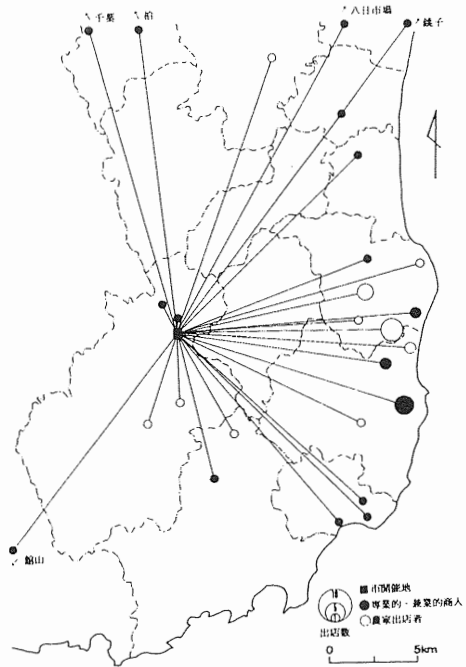 千葉
柏
八日市場
銚子
館山
市開催地
専業的・兼業的商人
農家出店者
出店数
0 5km